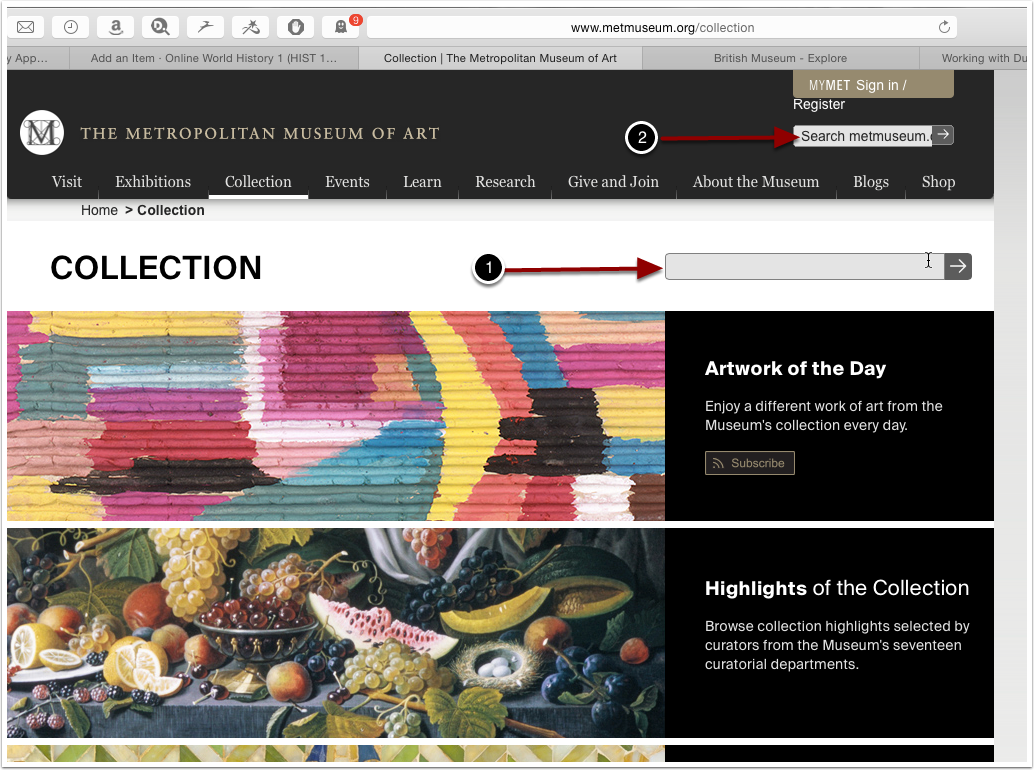 9
www.metmuseum.org/collection
y App...
Add an Item · Online World History 1 (HIST 1...
Collection | The Metropolitan Museum of Art
British Museum - Explore
Working with Du
MYMET Sign in /
Register
M
THE METROPOLITAN MUSEUM OF ART
2
Search metmuseum.
Visit
Exhibitions
Collection
Events
Learn
Research
Give and Join
About the Museum
Blogs
Shop
Home > Collection
COLLECTION
1
Artwork of the Day
Enjoy a different work of art from the
Museum's collection every day.
Subscribe
Highlights of the Collection
Browse collection highlights selected by
curators from the Museum's seventeen
curatorial departments.